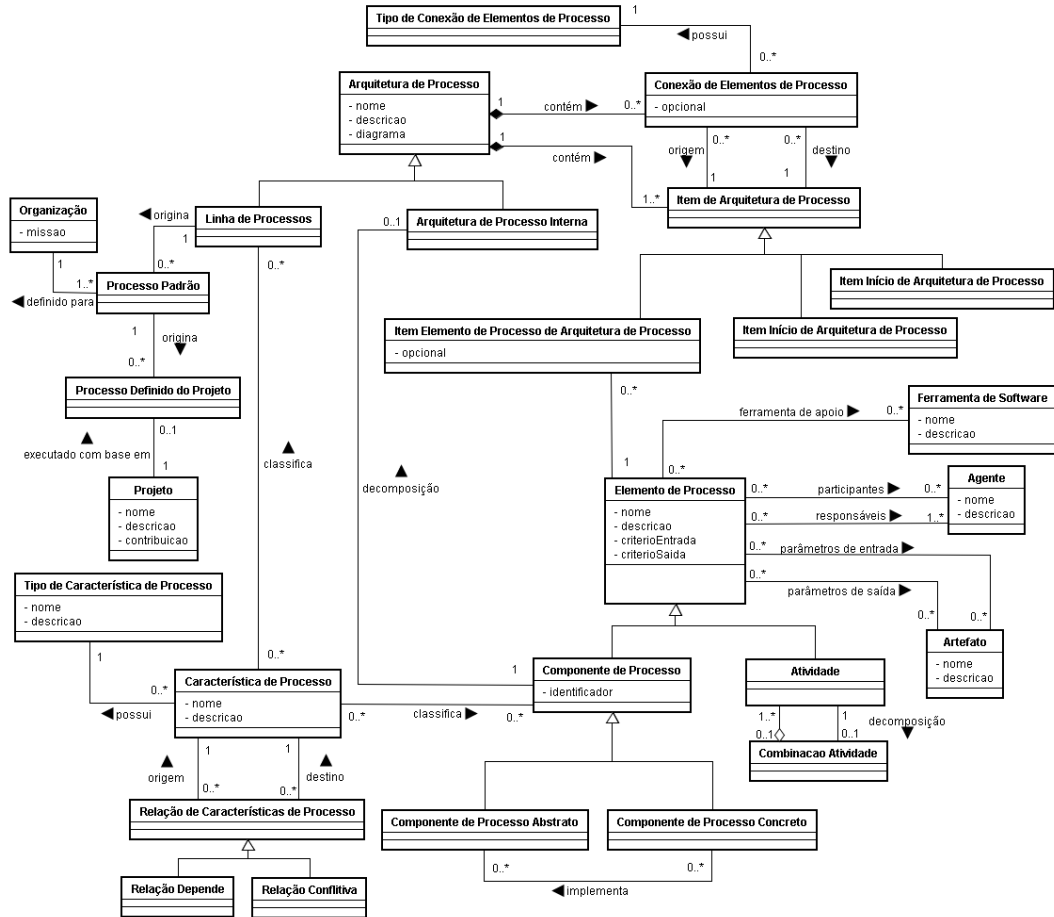 Tipo de Conexão de Elementos de Processo
1
possui
0..*
Arquitetura de Processo
- nome
- descricao
- diagrama
1
contém
0..*
Conexão de Elementos de Processo
- opcional
1
contém
1..*
0..*
origem
1
0..*
destino
1
Item de Arquitetura de Processo
Organização
- missao
origina
1
0..*
Linha de Processos
0..1
Arquitetura de Processo Interna
1
1..*
definido para
Processo Padrão
Item Início de Arquitetura de Processo
Item Início de Arquitetura de Processo
Item Elemento de Processo de Arquitetura de Processo
- opcional
1
origina
0..*
0..*
Processo Definido do Projeto
0..*
0..1
executado com base em
1
Projeto
- nome
- descricao
- contribuicao
classifica
decomposição
1
0..*
ferramenta de apoio
0..*
Ferramenta de Software
- nome
- descricao
Elemento de Processo
- nome
- descricao
- criterioEntrada
- criterioSaida
0..*
participantes
0..*
0..*
responsáveis
1..*
Agente
- nome
- descricao
0..*
parâmetros de entrada
0..*
0..*
parâmetros de saída
0..*
Artefato
- nome
- descricao
Tipo de Característica de Processo
- nome
- descricao
1
0..*
possui
0..*
Característica de Processo
- nome
- descricao
0..*
classifica
0..*
1
Componente de Processo
- identificador
Atividade
1..*
0..1
1
0..1
decomposição
Combinacao Atividade
1
origem
0..*
1
destino
0..*
Relação de Características de Processo
Relação Depende
Relação Conflitiva
Componente de Processo Abstrato
Componente de Processo Concreto
0..*
0..*
implementa